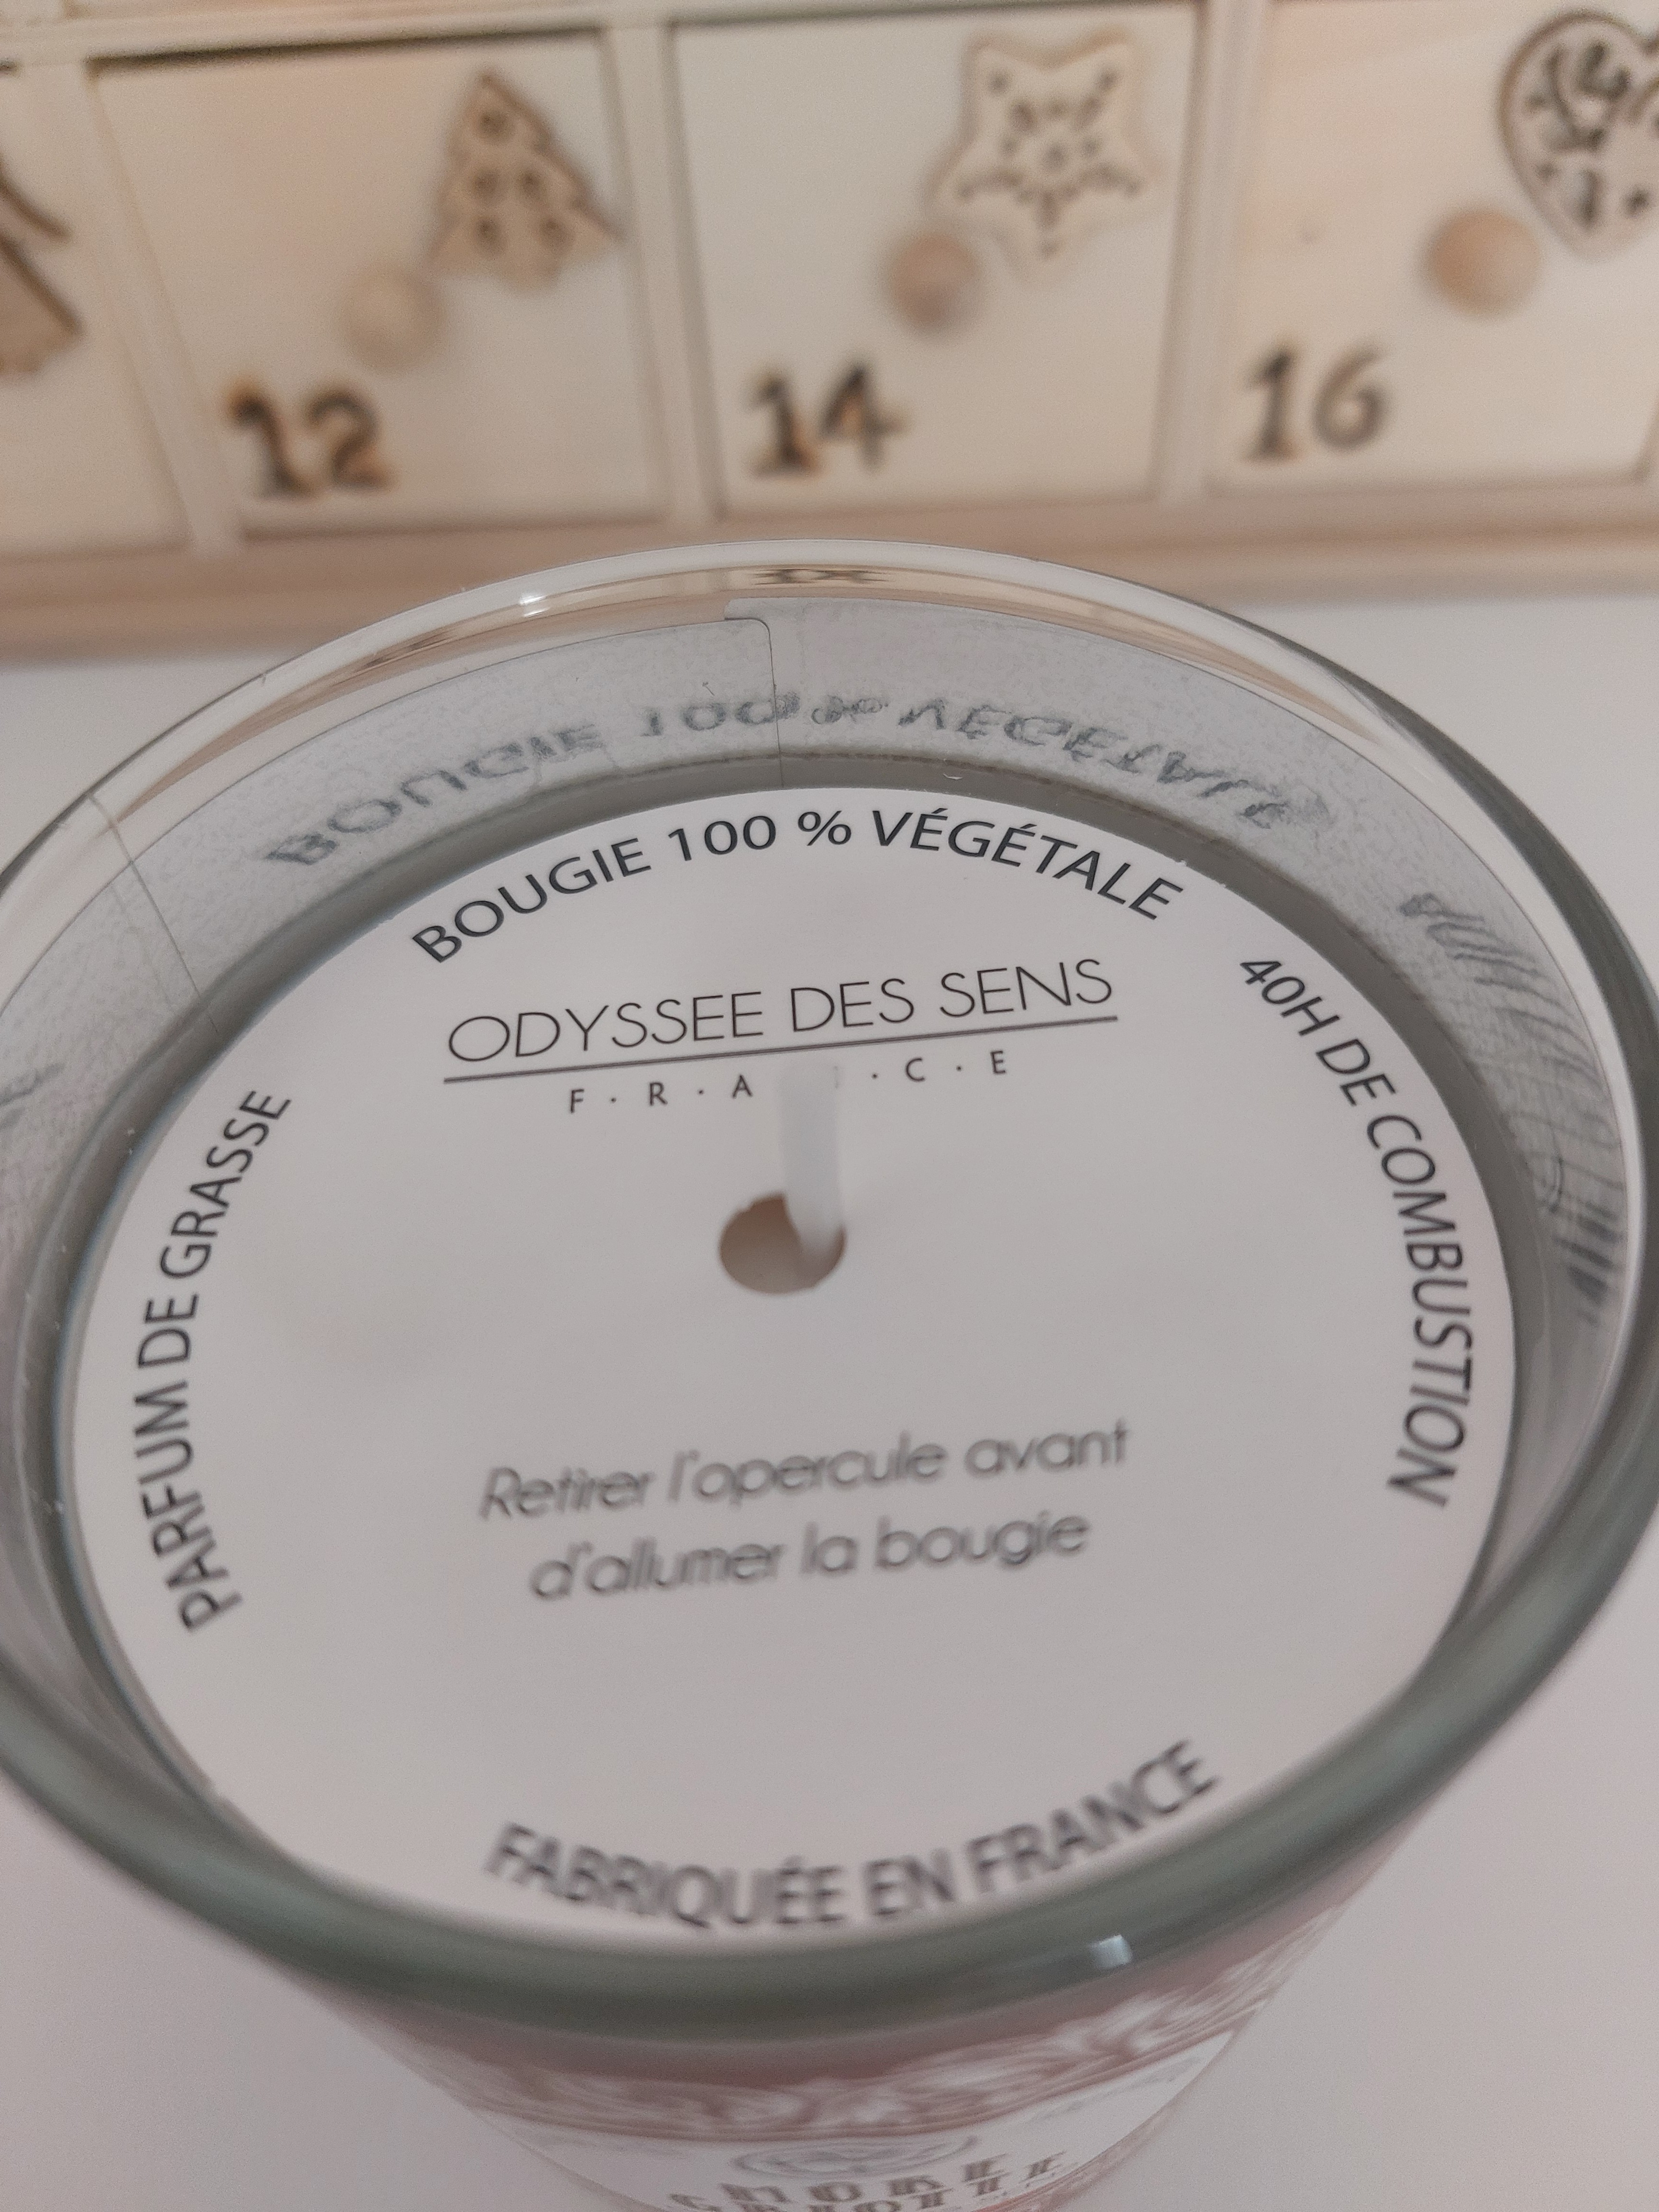 12
14
16
BOUGIE 100 % VÉGÉTALE
ODYSSEE DES SENS
F · R · A · C · E
40H DE COMBUSTION
PARFUM DE GRASSE
Retirer l'opercule avant
d'allumer la bougie
FABRIQUÉE EN FRANCE
GRIOTTE